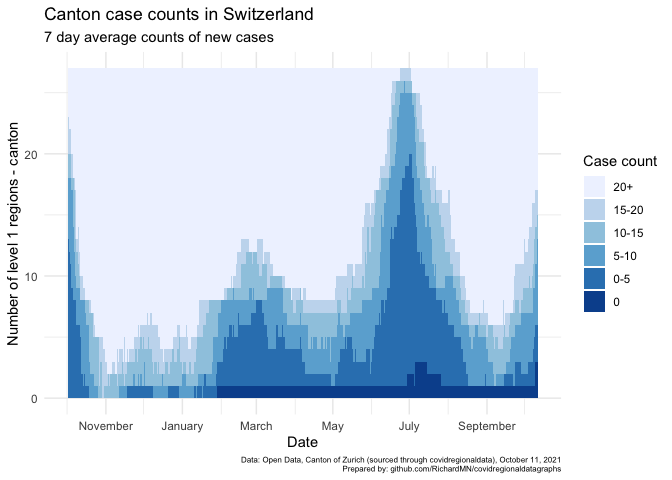 Canton case counts in Switzerland
7 day average counts of new cases
Number of level 1 regions - canton
20
10
0
November January March May July September
Date
Case count
20+
15-20
10-15
5-10
0-5
0
Data: Open Data, Canton of Zurich (sourced through covidregionaldata), October 11, 2021
Prepared by: github.com/RichardMN/covidregionaldatagraphs